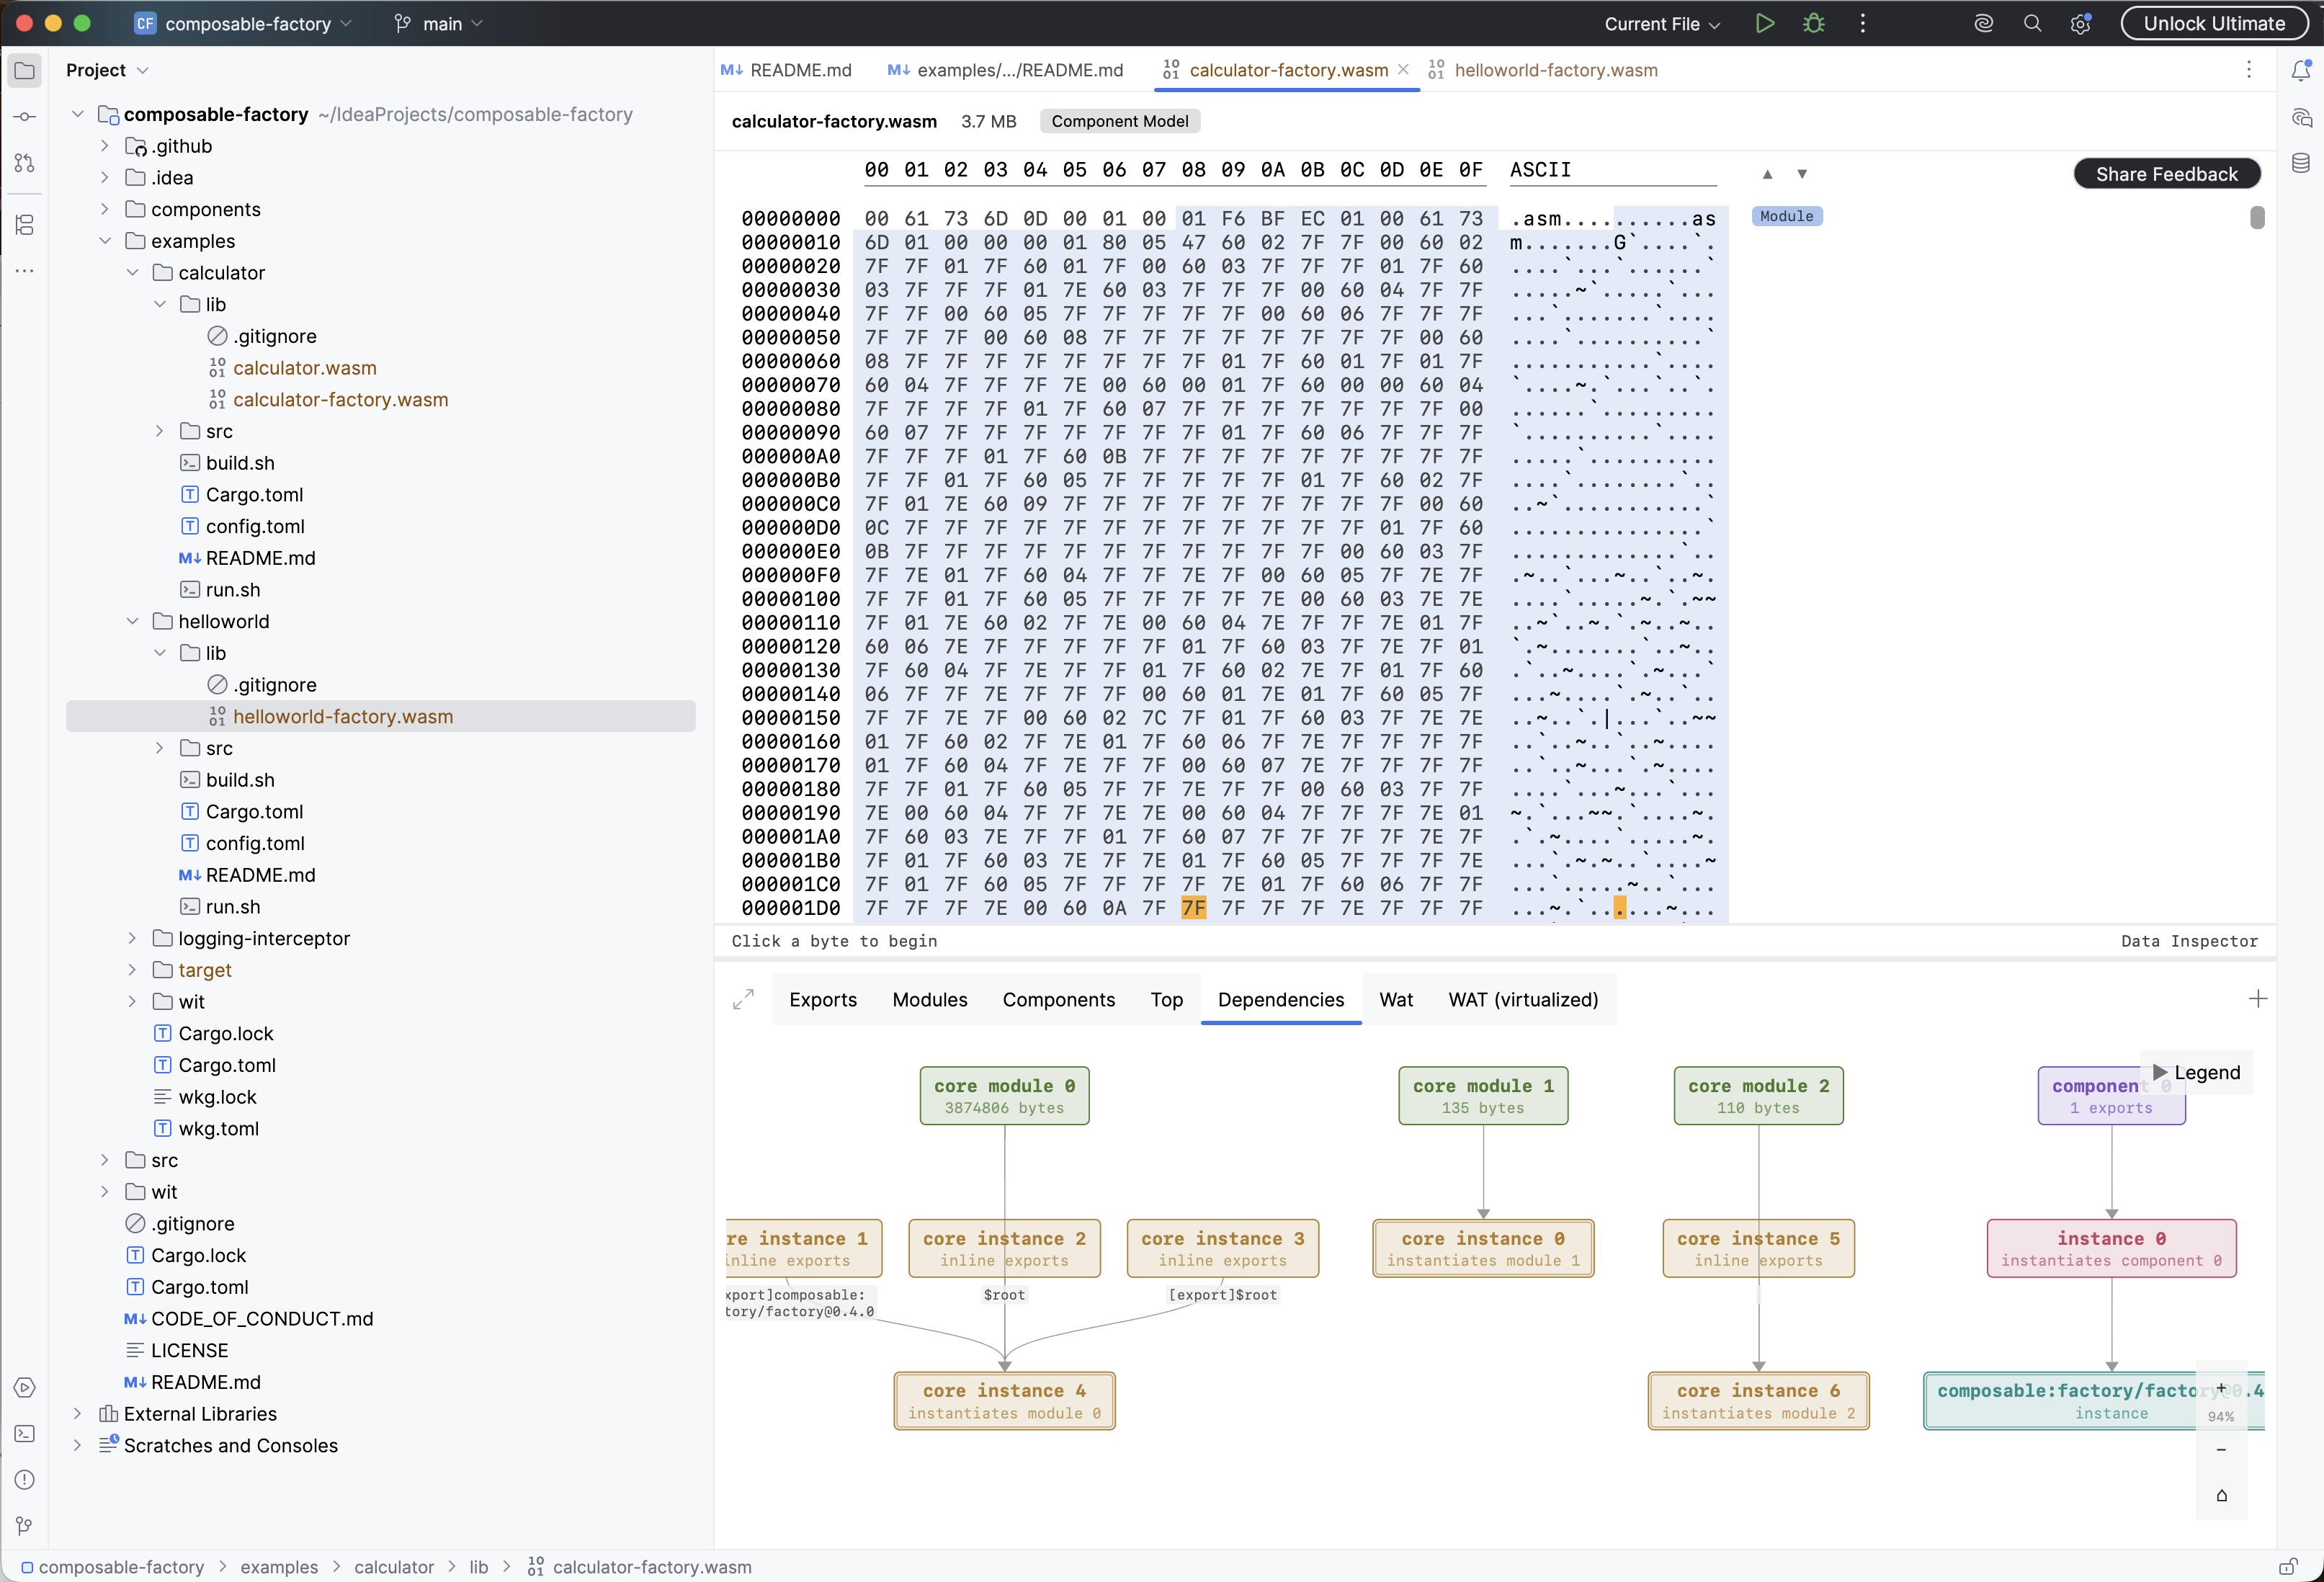 CF composable-factory main Current File Unlock Ultimate
Project
composable-factory ~/IdeaProjects/composable-factory
.github
.idea
components
examples
calculator
lib
.gitignore
calculator.wasm
calculator-factory.wasm
src
build.sh
Cargo.toml
config.toml
README.md
run.sh
helloworld
lib
.gitignore
helloworld-factory.wasm
src
build.sh
Cargo.toml
config.toml
README.md
run.sh
logging-interceptor
target
wit
Cargo.lock
Cargo.toml
wkg.lock
wkg.toml
src
wit
.gitignore
Cargo.lock
Cargo.toml
CODE_OF_CONDUCT.md
LICENSE
README.md
External Libraries
Scratches and Consoles
README.md examples/.../README.md calculator-factory.wasm helloworld-factory.wasm
calculator-factory.wasm 3.7 MB Component Model
00 01 02 03 04 05 06 07 08 09 0A 0B 0C 0D 0E 0F ASCII
Share Feedback
Module
00000000 00 61 73 6D 0D 00 01 00 01 F6 BF EC 01 00 61 73 .asm..........as
00000010 6D 01 00 00 00 01 80 05 47 60 02 7F 7F 00 60 02 m.......G`....`.
00000020 7F 7F 01 7F 60 01 7F 00 60 03 7F 7F 7F 01 7F 60 ....`...`......`
00000030 03 7F 7F 7F 01 7E 60 03 7F 7F 7F 00 60 04 7F 7F .....~`.....`...
00000040 7F 7F 00 60 05 7F 7F 7F 7F 7F 00 60 06 7F 7F 7F ...`.......`....
00000050 7F 7F 7F 00 60 08 7F 7F 7F 7F 7F 7F 7F 7F 00 60 ....`..........`
00000060 08 7F 7F 7F 7F 7F 7F 7F 7F 01 7F 60 01 7F 01 7F ...........`....
00000070 60 04 7F 7F 7F 7E 00 60 00 01 7F 60 00 00 60 04 `....~.`...`..`.
00000080 7F 7F 7F 7F 01 7F 60 07 7F 7F 7F 7F 7F 7F 7F 00 ......`.........
00000090 60 07 7F 7F 7F 7F 7F 7F 7F 01 7F 60 06 7F 7F 7F `..........`....
000000A0 7F 7F 7F 01 7F 60 0B 7F 7F 7F 7F 7F 7F 7F 7F 7F .....`..........
000000B0 7F 7F 01 7F 60 05 7F 7F 7F 7F 7F 01 7F 60 02 7F ....`........`..
000000C0 7F 01 7E 60 09 7F 7F 7F 7F 7F 7F 7F 7F 7F 00 60 ..~`...........`
000000D0 0C 7F 7F 7F 7F 7F 7F 7F 7F 7F 7F 7F 7F 01 7F 60 ...............`
000000E0 0B 7F 7F 7F 7F 7F 7F 7F 7F 7F 7F 7F 00 60 03 7F .............`..
000000F0 7F 7E 01 7F 60 04 7F 7F 7E 7F 00 60 05 7F 7E 7F .~..`...~..`..~.
00000100 7F 7F 01 7F 60 05 7F 7F 7F 7F 7E 00 60 03 7E 7E ....`.....~.`.~~
00000110 7F 01 7E 60 02 7F 7E 00 60 04 7E 7F 7F 7E 01 7F ..~`..~.`.~..~..
00000120 60 06 7E 7F 7F 7F 7F 7F 01 7F 60 03 7F 7E 7F 01 `.~.......`..~..
00000130 7F 60 04 7F 7E 7F 7F 01 7F 60 02 7E 7F 01 7F 60 .`..~....`.~...`
00000140 06 7F 7F 7E 7F 7F 7F 00 60 01 7E 01 7F 60 05 7F ...~....`.~..`..
00000150 7F 7F 7E 7F 00 60 02 7C 7F 01 7F 60 03 7F 7E 7E ..~..`.|...`..~~
00000160 01 7F 60 02 7F 7E 01 7F 60 06 7F 7E 7F 7F 7F 7F ..`..~..`..~....
00000170 01 7F 60 04 7F 7E 7F 7F 00 60 07 7E 7F 7F 7F 7F ..`..~...`.~....
00000180 7F 7F 01 7F 60 05 7F 7F 7E 7F 7F 00 60 03 7F 7F ....`...~...`...
00000190 7E 00 60 04 7F 7F 7E 7E 00 60 04 7F 7F 7F 7E 01 ~.`...~~.`....~.
000001A0 7F 60 03 7E 7F 7F 01 7F 60 07 7F 7F 7F 7F 7E 7F .`.~....`.....~.
000001B0 7F 01 7F 60 03 7E 7F 7E 01 7F 60 05 7F 7F 7F 7E ...`.~.~..`....~
000001C0 7F 01 7F 60 05 7F 7F 7F 7F 7E 01 7F 60 06 7F 7F ...`.....~..`...
000001D0 7F 7F 7F 7E 00 60 0A 7F 7F 7F 7F 7F 7E 7F 7F 7F ...~.`......~...
Click a byte to begin Data Inspector
Exports Modules Components Top Dependencies Wat WAT (virtualized)
Legend
core module 0
3874806 bytes
core module 1
135 bytes
core module 2
110 bytes
component 0
1 exports
re instance 1
inline exports
core instance 2
inline exports
core instance 3
inline exports
core instance 0
instantiates module 1
core instance 5
inline exports
instance 0
instantiates component 0
xport]composable:
tory/factory@0.4.0
$root
[export]$root
core instance 4
instantiates module 0
core instance 6
instantiates module 2
composable:factory/factory@0.4
instance
+
94%
−
composable-factory > examples > calculator > lib > calculator-factory.wasm